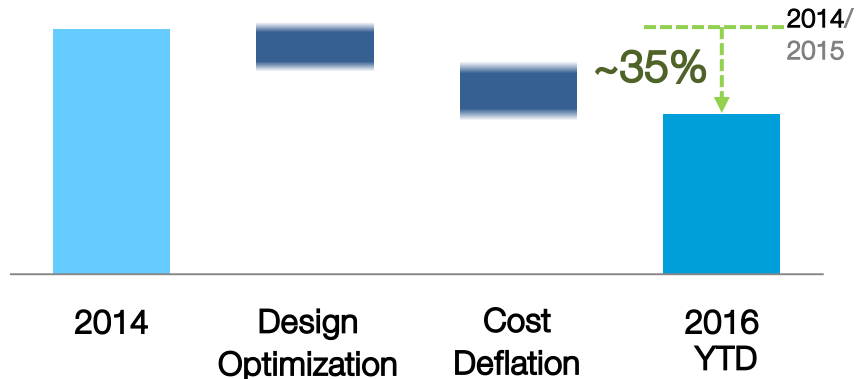 2014/
2015
~35%
2014
Design
Optimization
Cost
Deflation
2016
YTD